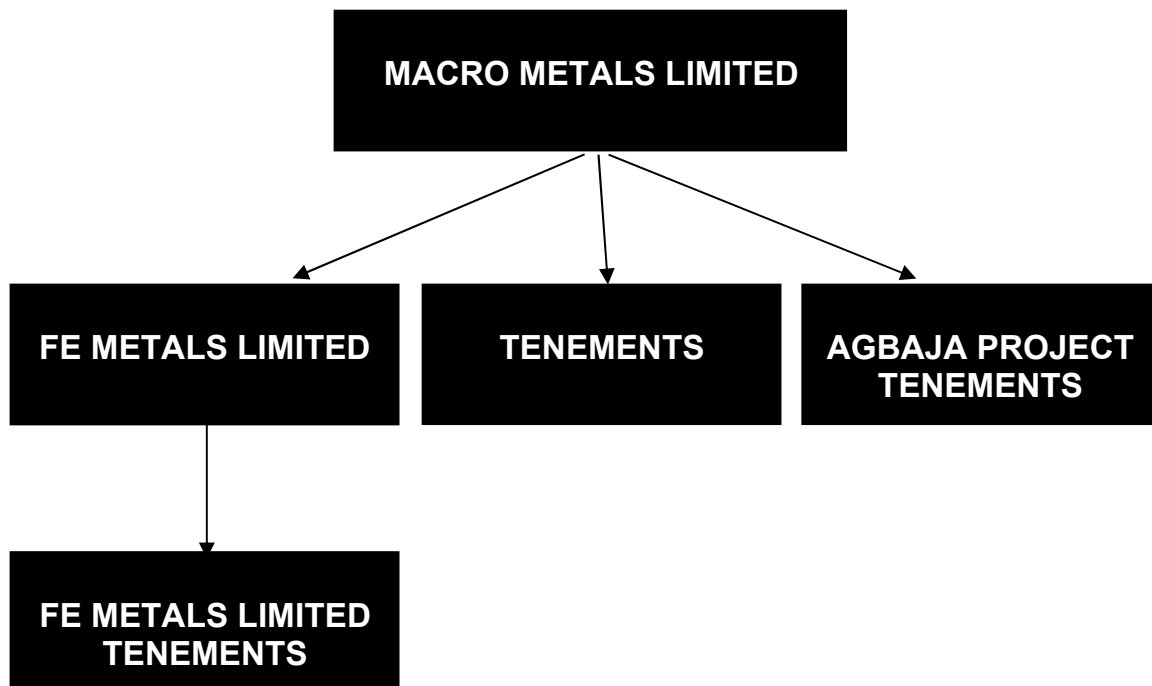 MACRO METALS LIMITED
FE METALS LIMITED
TENEMENTS
AGBAJA PROJECT
TENEMENTS
FE METALS LIMITED
TENEMENTS